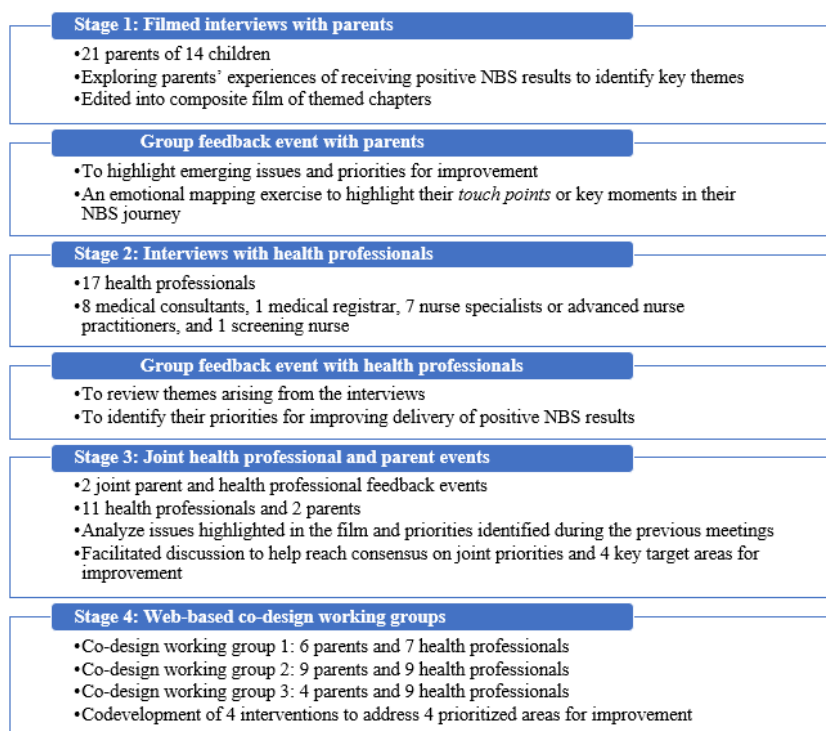 Stage 1: Filmed interviews with parents
•21 parents of 14 children
•Exploring parents’ experiences of receiving positive NBS results to identify key themes
•Edited into composite film of themed chapters
Group feedback event with parents
•To highlight emerging issues and priorities for improvement
•An emotional mapping exercise to highlight their touch points or key moments in their
NBS journey
Stage 2: Interviews with health professionals
•17 health professionals
•8 medical consultants, 1 medical registrar, 7 nurse specialists or advanced nurse
practitioners, and 1 screening nurse
Group feedback event with health professionals
•To review themes arising from the interviews
•To identify their priorities for improving delivery of positive NBS results
Stage 3: Joint health professional and parent events
•2 joint parent and health professional feedback events
•11 health professionals and 2 parents
•Analyze issues highlighted in the film and priorities identified during the previous meetings
•Facilitated discussion to help reach consensus on joint priorities and 4 key target areas for
improvement
Stage 4: Web-based co-design working groups
•Co-design working group 1: 6 parents and 7 health professionals
•Co-design working group 2: 9 parents and 9 health professionals
•Co-design working group 3: 4 parents and 9 health professionals
•Codevelopment of 4 interventions to address 4 prioritized areas for improvement